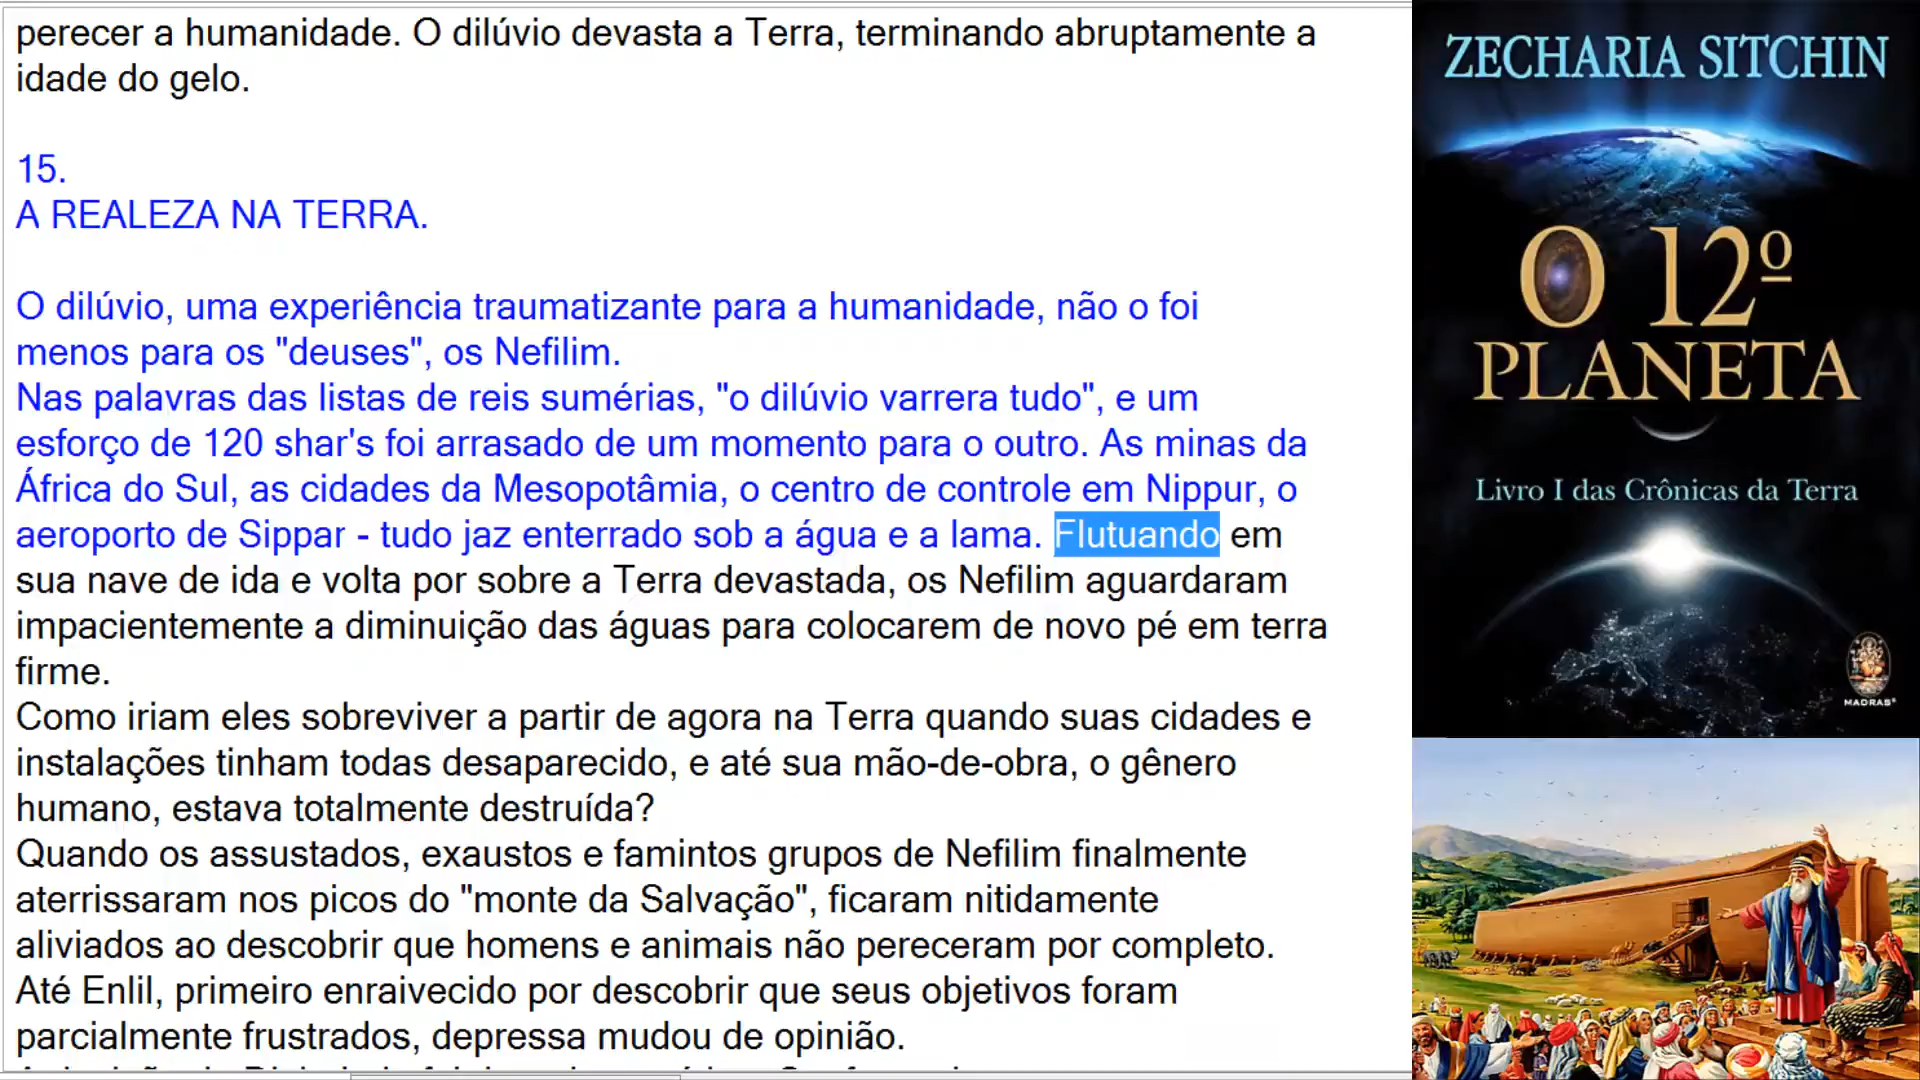 perecer a humanidade. O dilúvio devasta a Terra, terminando abruptamente a
idade do gelo.
15.
A REALEZA NA TERRA.
O dilúvio, uma experiência traumatizante para a humanidade, não o foi
menos para os "deuses", os Nefilim.
Nas palavras das listas de reis sumérias, "o dilúvio varrera tudo", e um
esforço de 120 shar's foi arrasado de um momento para o outro. As minas da
África do Sul, as cidades da Mesopotâmia, o centro de controle em Nippur, o
aeroporto de Sippar - tudo jaz enterrado sob a água e a lama. Flutuando em
sua nave de ida e volta por sobre a Terra devastada, os Nefilim aguardaram
impacientemente a diminuição das águas para colocarem de novo pé em terra
firme.
Como iriam eles sobreviver a partir de agora na Terra quando suas cidades e
instalações tinham todas desaparecido, e até sua mão-de-obra, o gênero
humano, estava totalmente destruída?
Quando os assustados, exaustos e famintos grupos de Nefilim finalmente
aterrissaram nos picos do "monte da Salvação", ficaram nitidamente
aliviados ao descobrir que homens e animais não pereceram por completo.
Até Enlil, primeiro enraivecido por descobrir que seus objetivos foram
parcialmente frustrados, depressa mudou de opinião.
ZECHARIA SITCHIN
O 12º
PLANETA
Livro I das Crônicas da Terra
MADRAS®